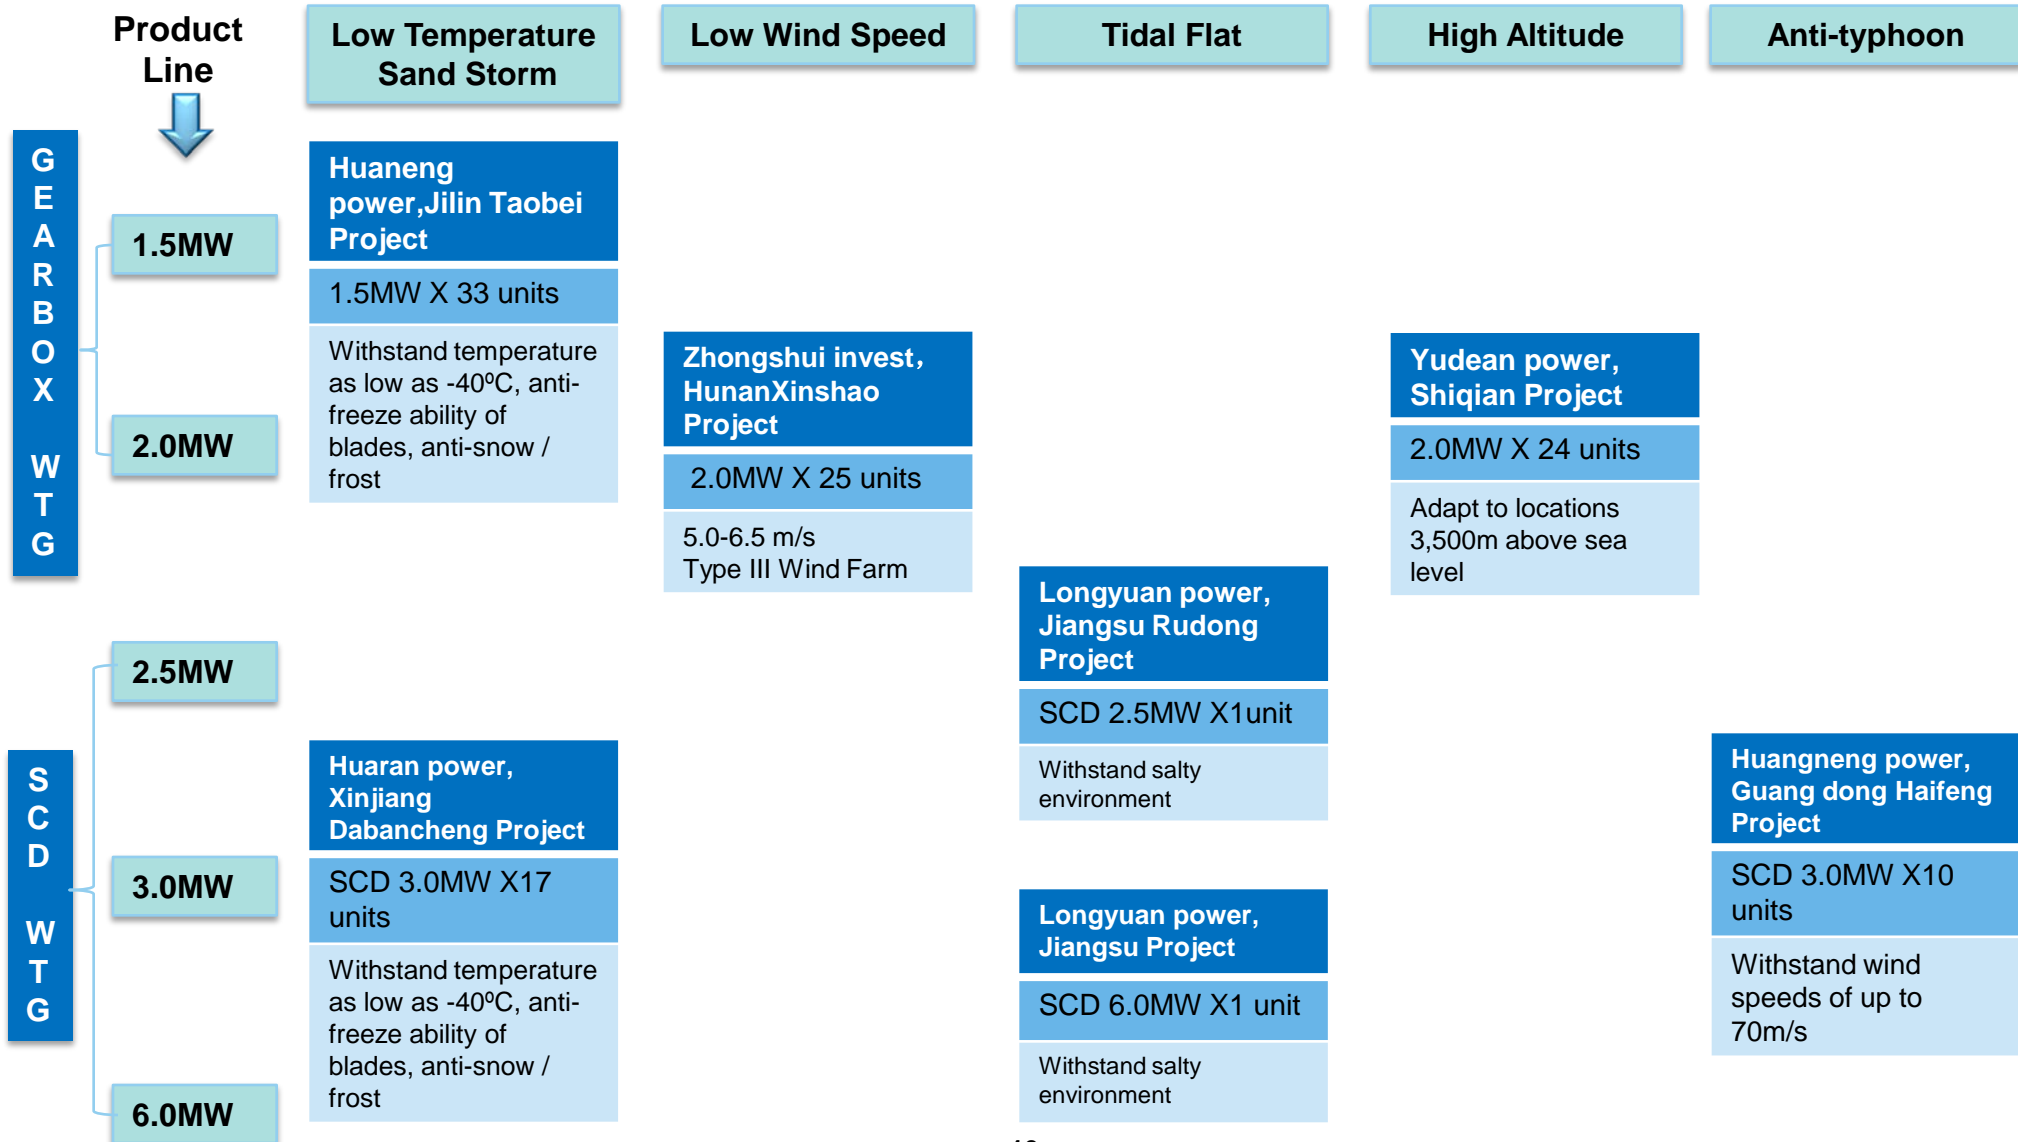 Product
Line
Low Temperature
Sand Storm
Low Wind Speed
Tidal Flat
High Altitude
Anti-typhoon
GEARBOX WTG
1.5MW
2.0MW
Huaneng
power,Jilin Taobei
Project
1.5MW X 33 units
Withstand temperature
as low as -40ºC, anti-
freeze ability of
blades, anti-snow /
frost
Zhongshui invest，
HunanXinshao
Project
2.0MW X 25 units
5.0-6.5 m/s
Type III Wind Farm
Yudean power,
Shiqian Project
2.0MW X 24 units
Adapt to locations
3,500m above sea
level
SCD WTG
2.5MW
3.0MW
6.0MW
Huaran power,
Xinjiang
Dabancheng Project
SCD 3.0MW X17
units
Withstand temperature
as low as -40ºC, anti-
freeze ability of
blades, anti-snow /
frost
Longyuan power,
Jiangsu Rudong
Project
SCD 2.5MW X1unit
Withstand salty
environment
Longyuan power,
Jiangsu Project
SCD 6.0MW X1 unit
Withstand salty
environment
Huangneng power,
Guang dong Haifeng
Project
SCD 3.0MW X10
units
Withstand wind
speeds of up to
70m/s